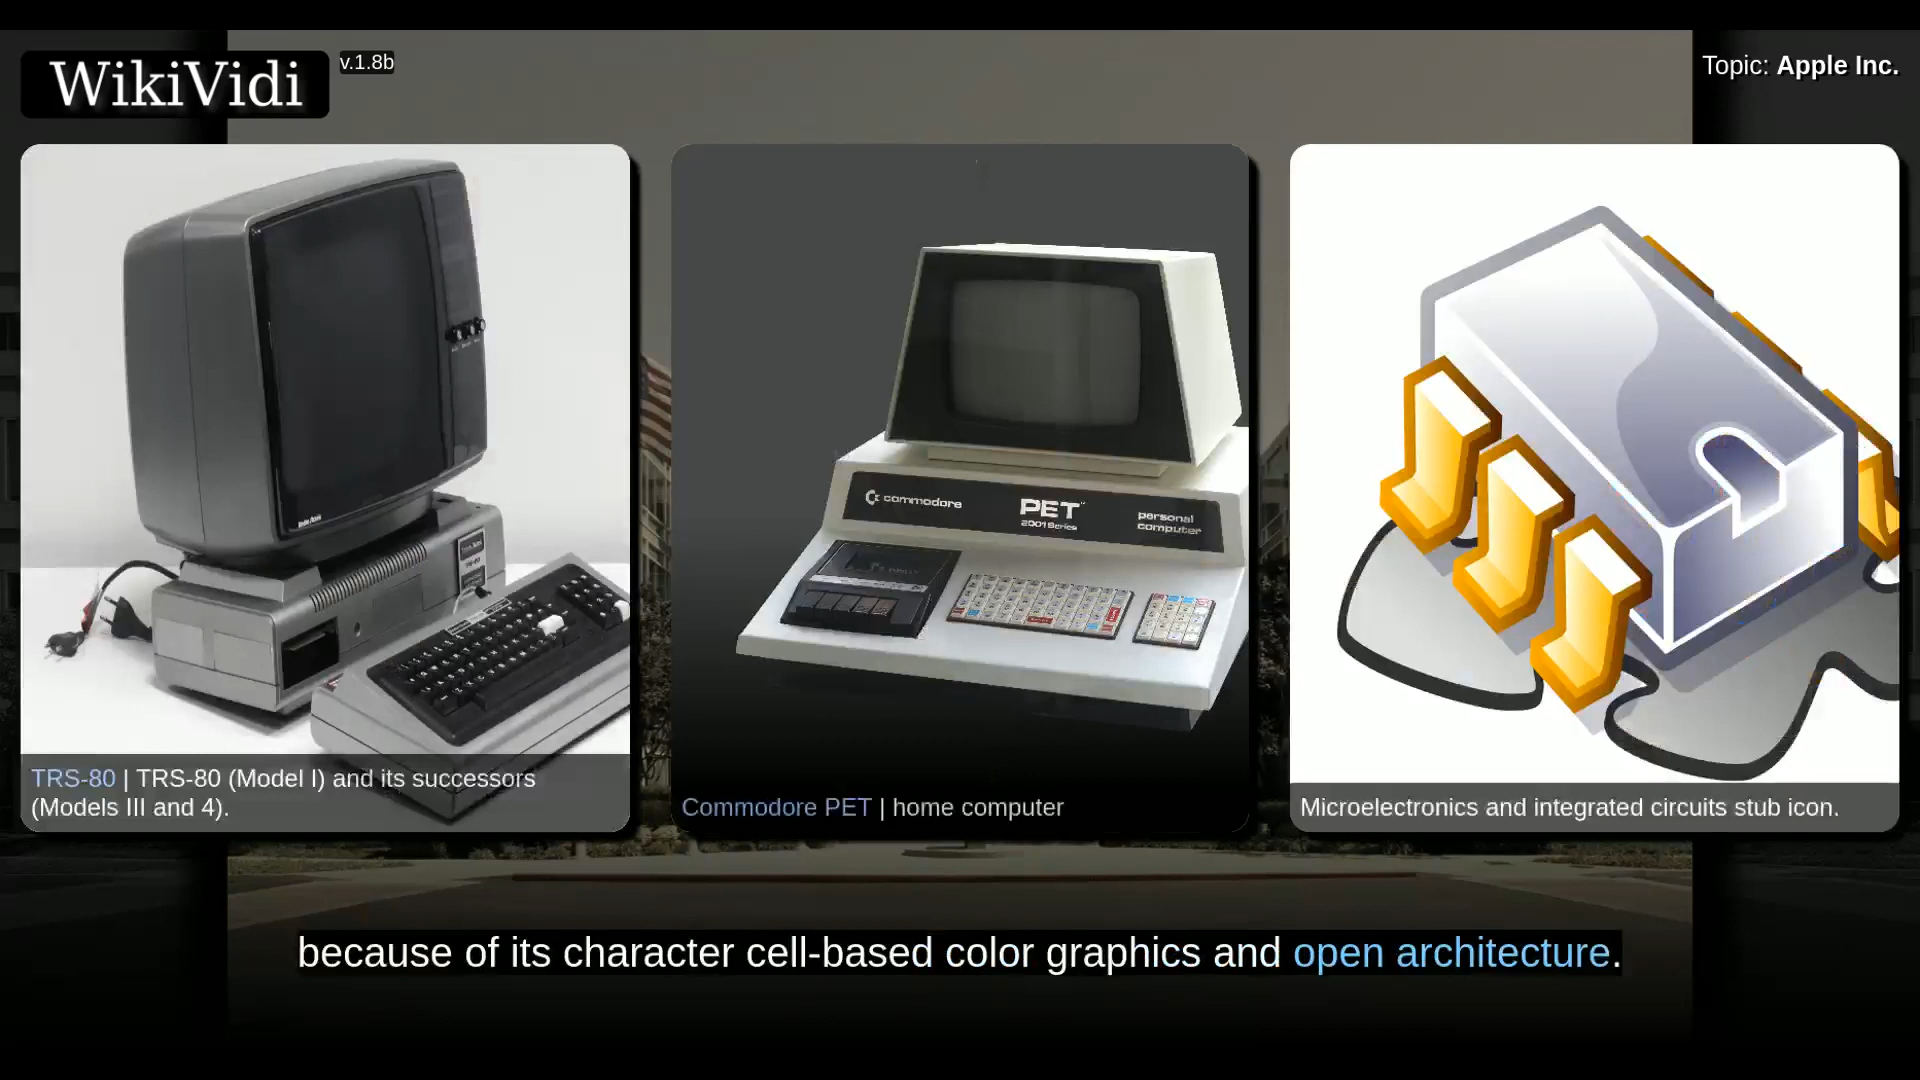 WikiVidi
v.1.8b
Topic: Apple Inc.
commodore
PET
2001 Series
personal
computer
TRS-80 | TRS-80 (Model I) and its successors
(Models III and 4).
Commodore PET | home computer
Microelectronics and integrated circuits stub icon.
because of its character cell-based color graphics and open architecture.